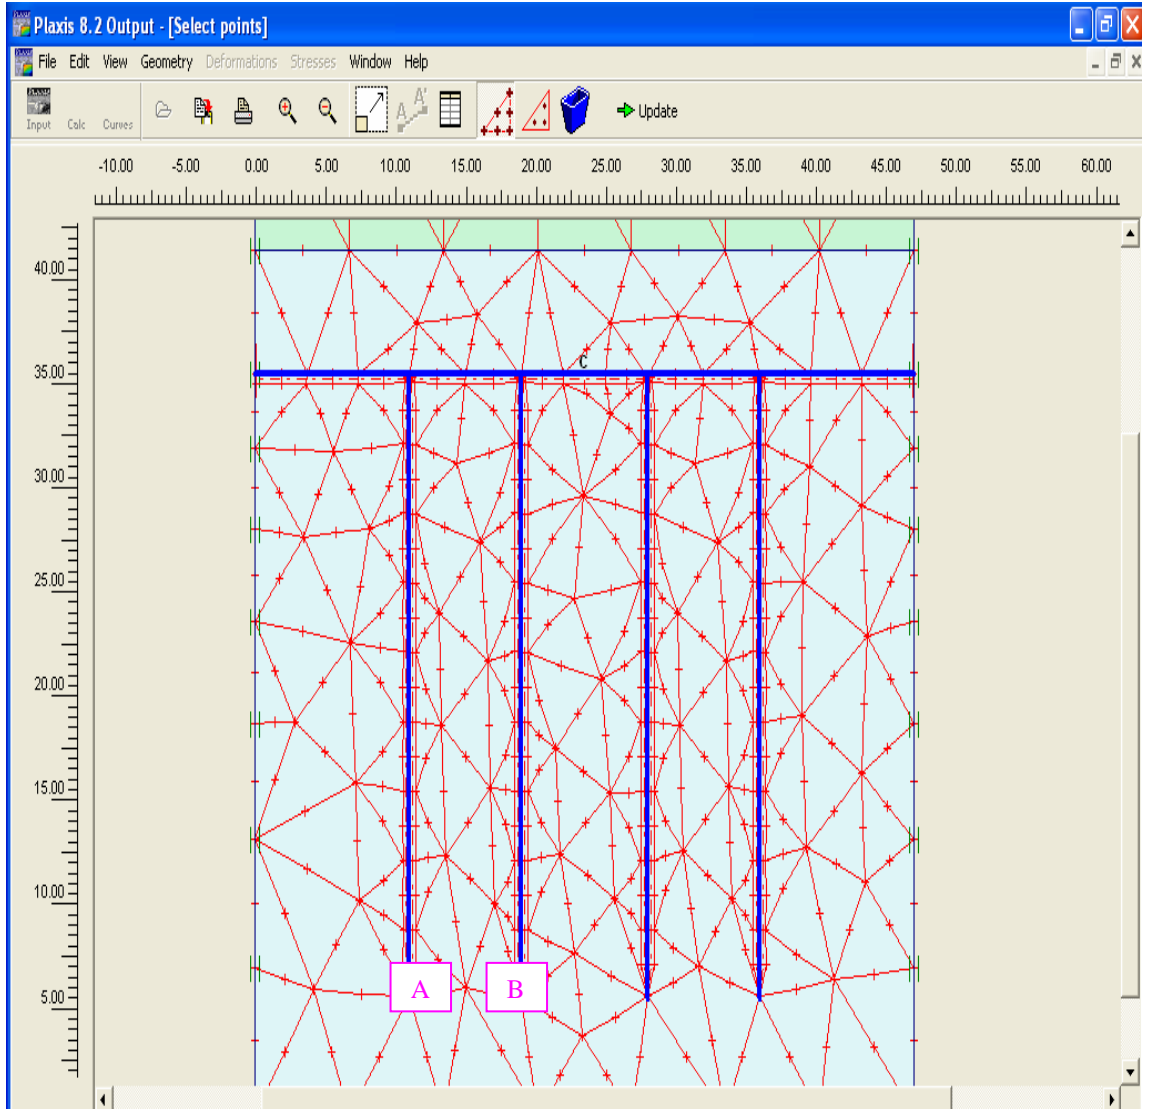 Plaxis 8.2 Output - [Select points]
File Edit View Geometry Deformations Stresses Window Help
Input Calc Curves A A' Update
-10.00 -5.00 0.00 5.00 10.00 15.00 20.00 25.00 30.00 35.00 40.00 45.00 50.00 55.00 60.00
40.00
C
35.00
30.00
25.00
20.00
15.00
10.00
A B
5.00